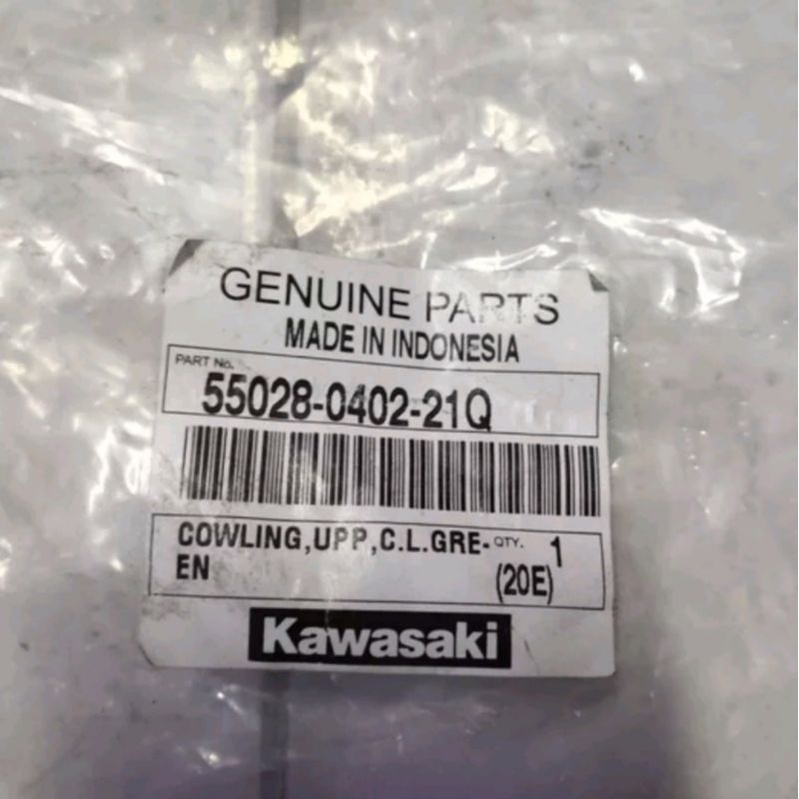 GENUINE PARTS
MADE IN INDONESIA
PART No.
55028-0402-21Q
COWLING,UPP,C.L.GRE- QTY. 1
EN (20E)
Kawasaki